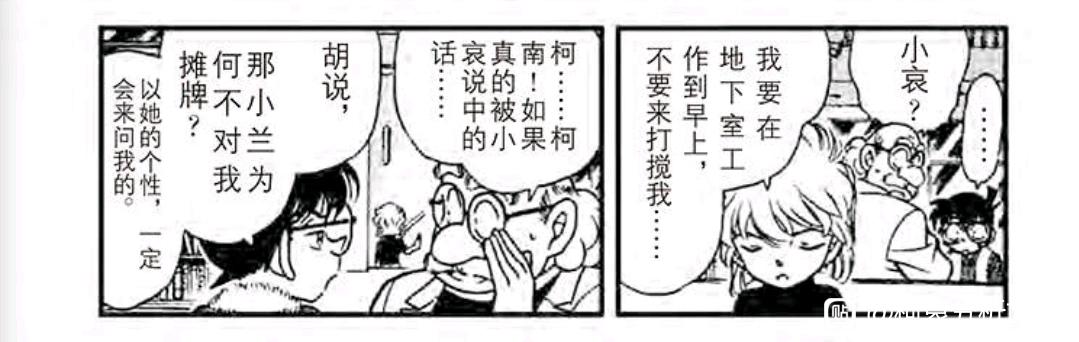 小哀？
……
我要在
地下室工
作到早上，
不要来打搅我……
柯……柯
南！如果
真的被小
哀说中的
话……
胡说，
那小兰为
何不对我
摊牌？
以她的个性，一定
会来问我的。